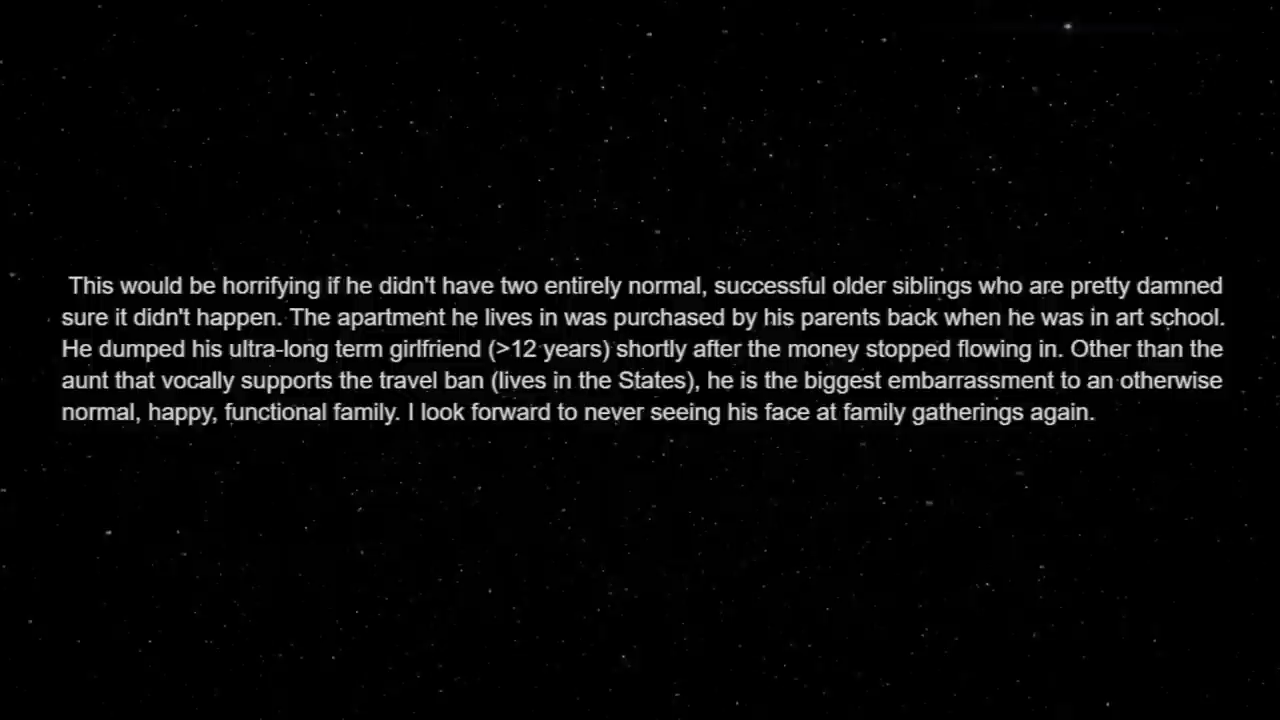 This would be horrifying if he didn't have two entirely normal, successful older siblings who are pretty damned
sure it didn't happen. The apartment he lives in was purchased by his parents back when he was in art school.
He dumped his ultra-long term girlfriend (>12 years) shortly after the money stopped flowing in. Other than the
aunt that vocally supports the travel ban (lives in the States), he is the biggest embarrassment to an otherwise
normal, happy, functional family. I look forward to never seeing his face at family gatherings again.